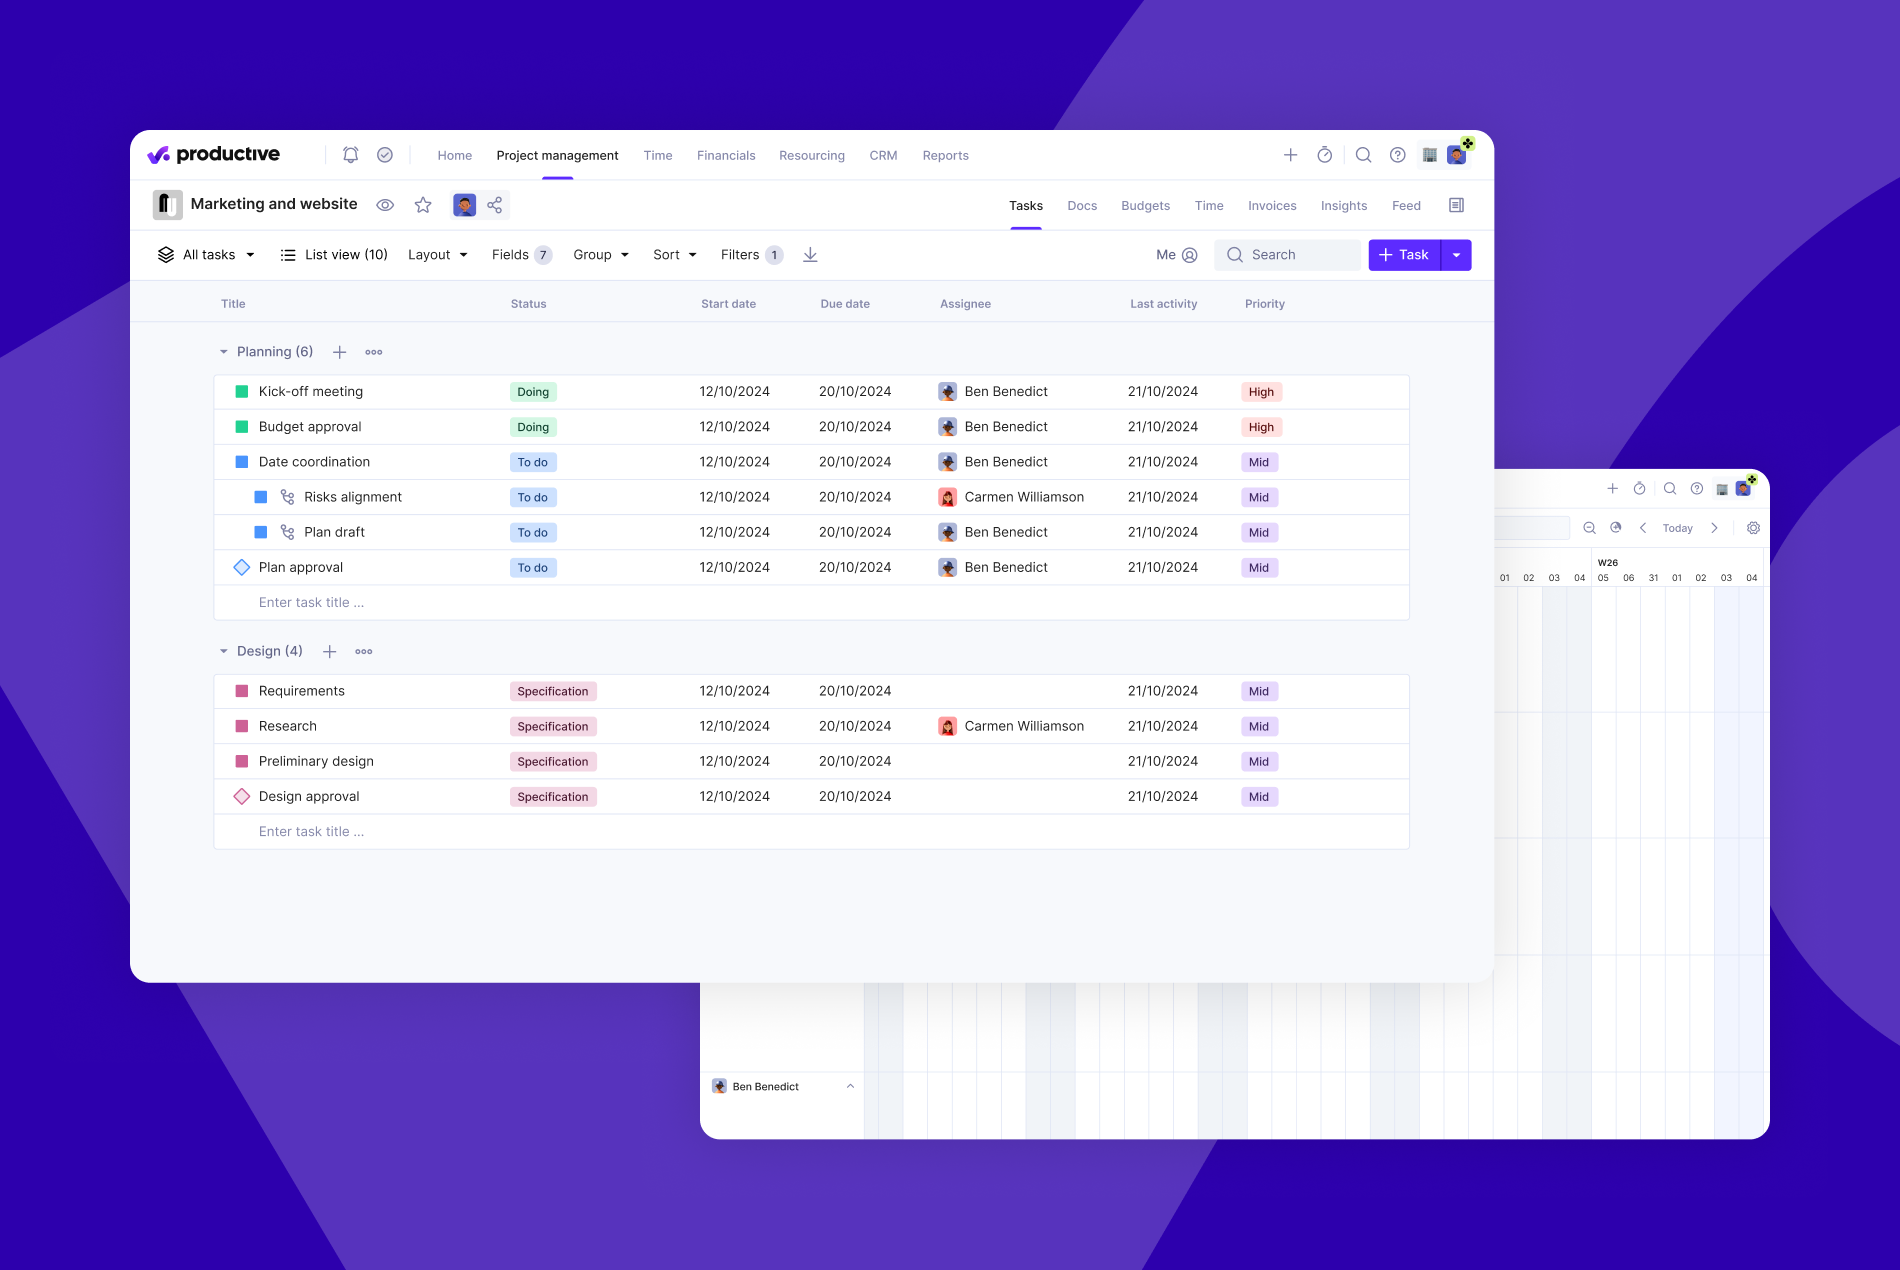 productive Home Project management Time Financials Resourcing CRM Reports
Marketing and website Tasks Docs Budgets Time Invoices Insights Feed
All tasks List view (10) Layout Fields 7 Group Sort Filters 1 Me Search + Task
Title Status Start date Due date Assignee Last activity Priority
Planning (6)
Kick-off meeting Doing 12/10/2024 20/10/2024 Ben Benedict 21/10/2024 High
Budget approval Doing 12/10/2024 20/10/2024 Ben Benedict 21/10/2024 High
Date coordination To do 12/10/2024 20/10/2024 Ben Benedict 21/10/2024 Mid
Risks alignment To do 12/10/2024 20/10/2024 Carmen Williamson 21/10/2024 Mid
Plan draft To do 12/10/2024 20/10/2024 Ben Benedict 21/10/2024 Mid
Plan approval To do 12/10/2024 20/10/2024 Ben Benedict 21/10/2024 Mid
Enter task title ...
Design (4)
Requirements Specification 12/10/2024 20/10/2024 21/10/2024 Mid
Research Specification 12/10/2024 20/10/2024 Carmen Williamson 21/10/2024 Mid
Preliminary design Specification 12/10/2024 20/10/2024 21/10/2024 Mid
Design approval Specification 12/10/2024 20/10/2024 21/10/2024 Mid
Enter task title ...
Today
W26
01 02 03 04 05 06 31 01 02 03 04
Ben Benedict